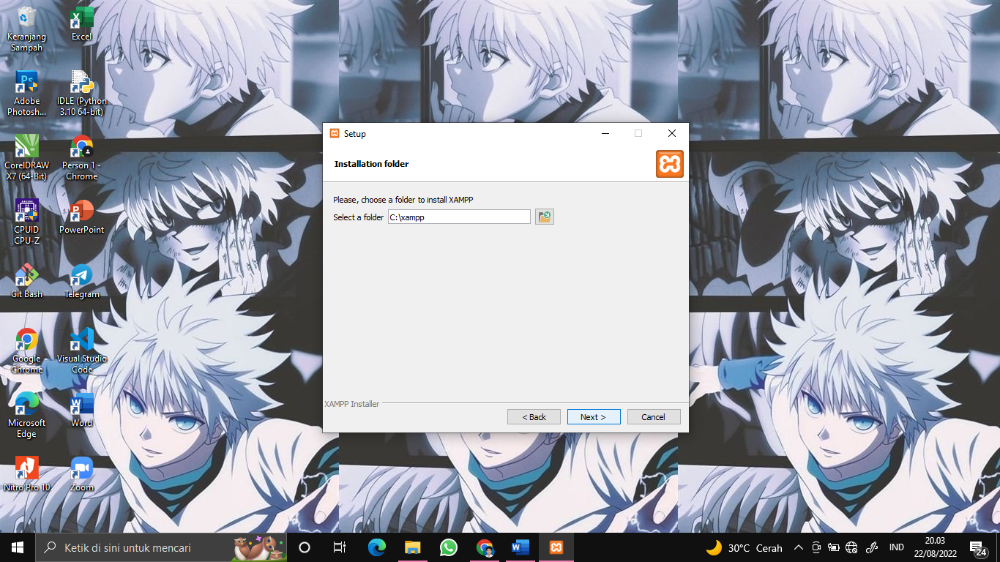 Keranjang
Sampah
Excel
Adobe
Photosh...
IDLE (Python
3.10 64-bit)
CorelDRAW
X7 (64-Bit)
Person 1 -
Chrome
CPUID
CPU-Z
PowerPoint
Git Bash
Telegram
Google
Chrome
Visual Studio
Code
Microsoft
Edge
Word
Nitro Pro 10
Zoom
Setup
Installation folder
Please, choose a folder to install XAMPP
Select a folder C:\xampp
XAMPP Installer
< Back Next > Cancel
Ketik di sini untuk mencari
30°C Cerah
IND
20.03
22/08/2022
24